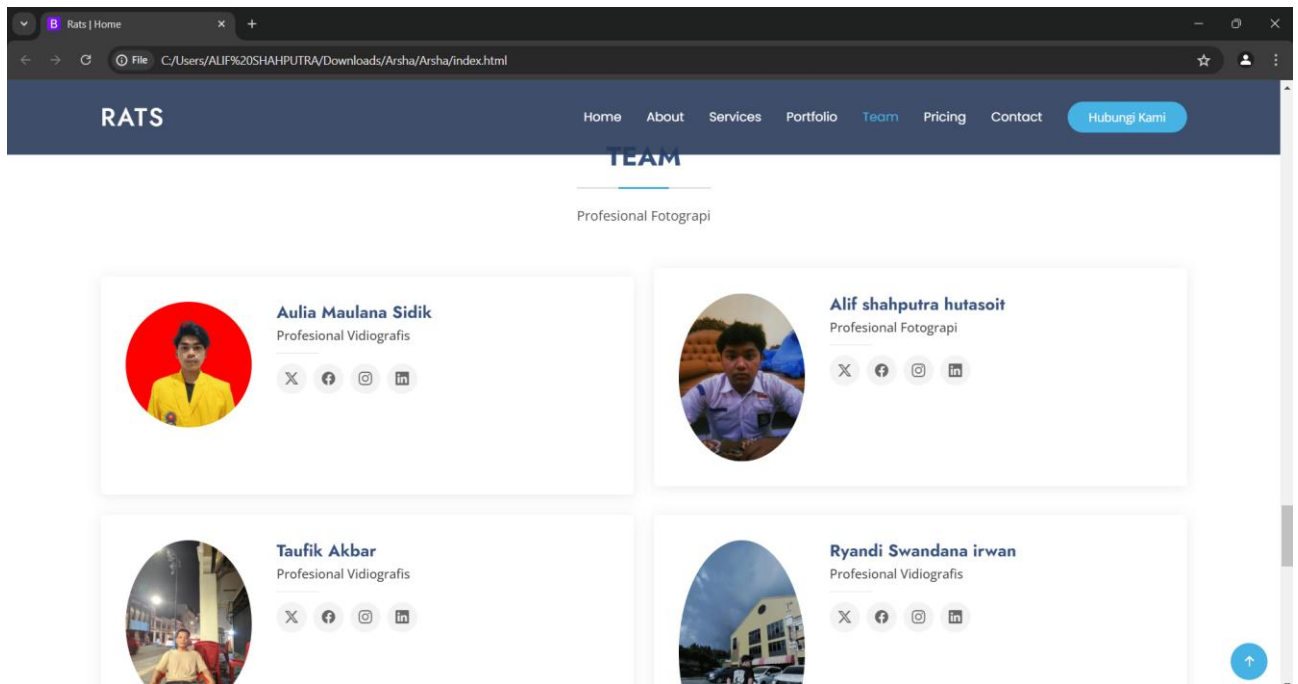 Rats | Home
File C:/Users/ALIF%20SHAHPUTRA/Downloads/Arsha/Arsha/index.html
RATS Home About Services Portfolio Team Pricing Contact Hubungi Kami
TEAM
Profesional Fotograpi
Aulia Maulana Sidik
Profesional Vidiografis
Alif shahputra hutasoit
Profesional Fotograpi
Taufik Akbar
Profesional Vidiografis
Ryandi Swandana irwan
Profesional Vidiografis